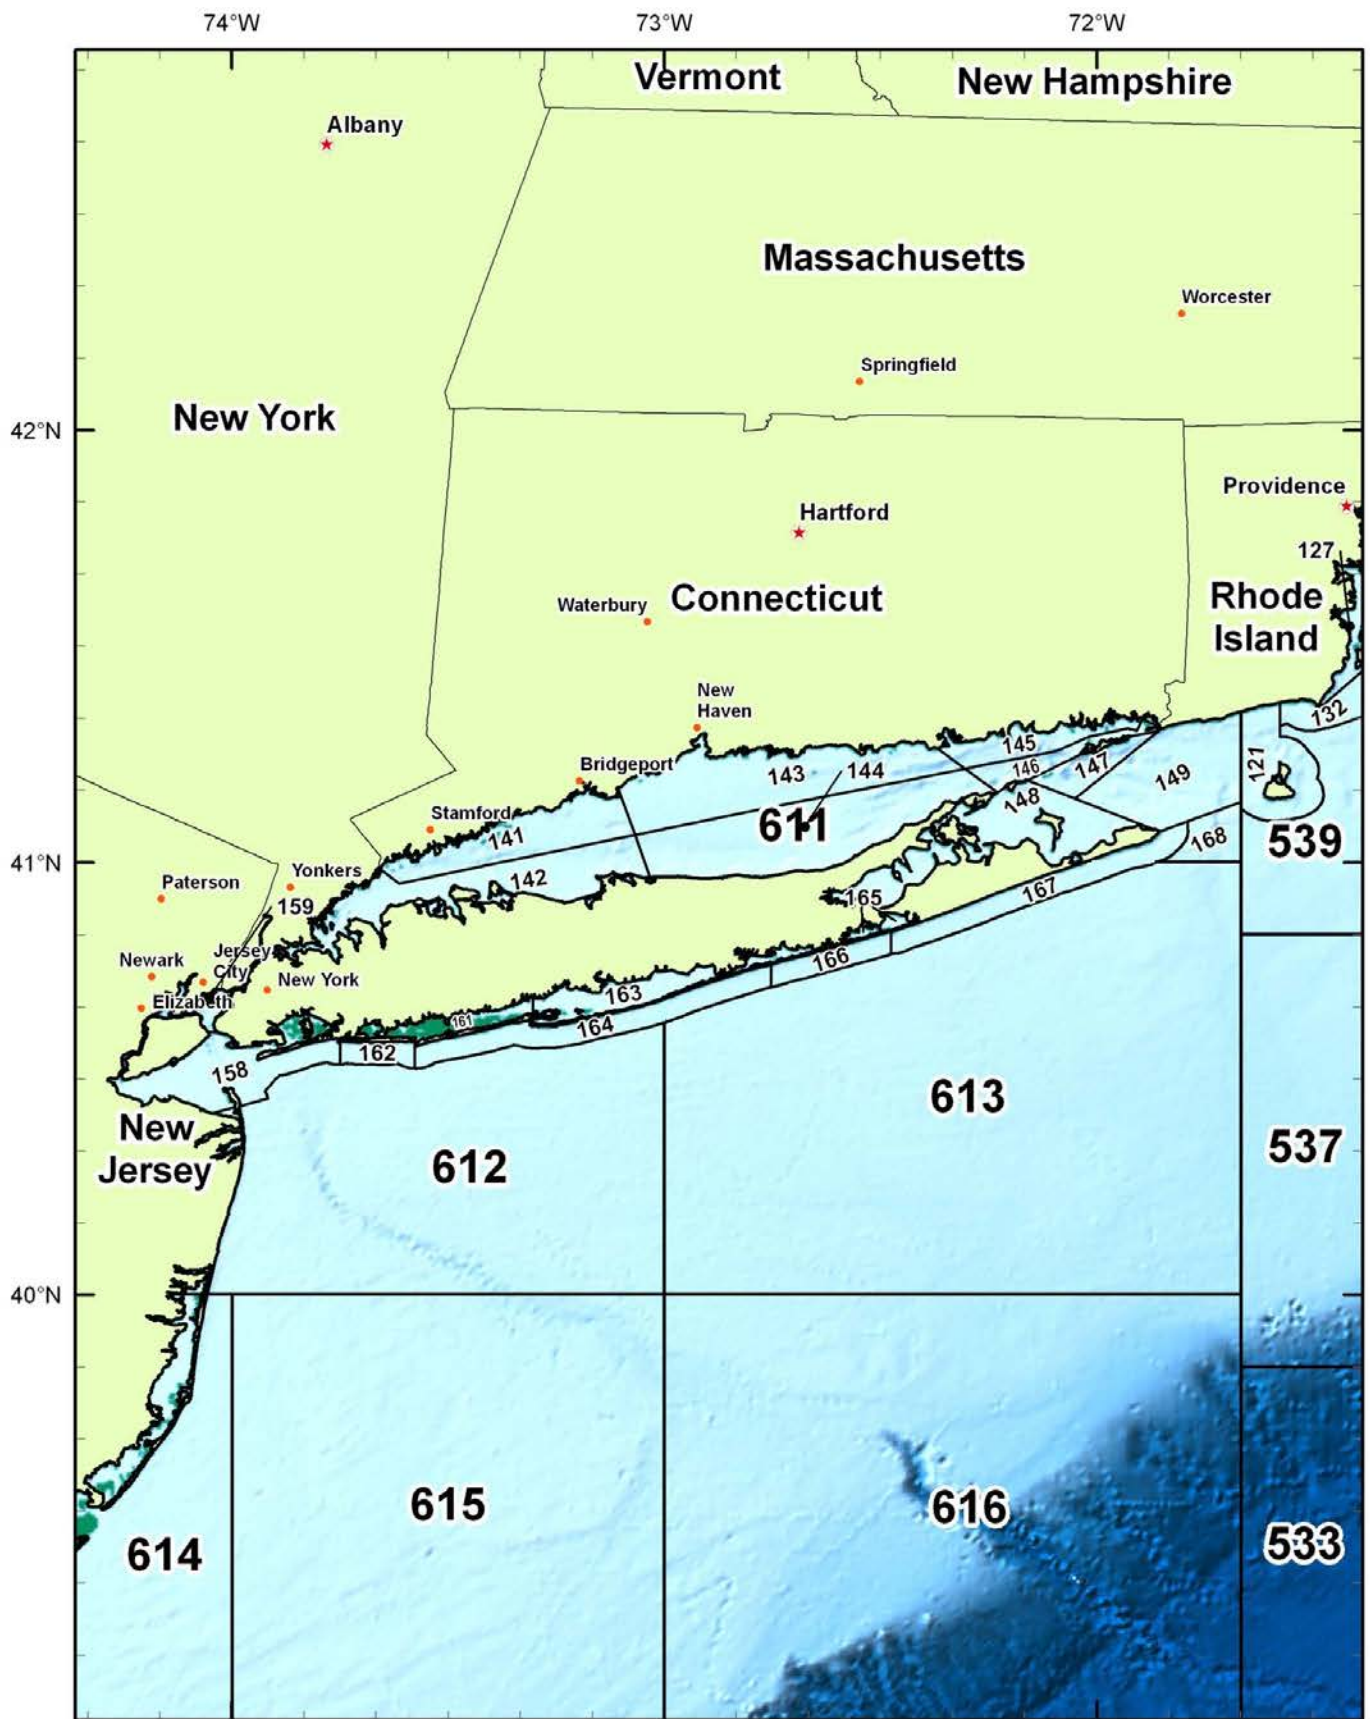 74°W
73°W
72°W
Vermont
New Hampshire
Albany
Massachusetts
Worcester
Springfield
New York
42°N
Providence
Hartford
127
Waterbury
Connecticut
Rhode
Island
New
Haven
132
145
Bridgeport
143
144
146
147
149
121
148
Stamford
611
141
168
539
41°N
Yonkers
142
Paterson
167
165
159
Jersey
City
Newark
166
New York
163
Elizabeth
161
164
162
158
613
New
Jersey
612
537
40°N
615
616
614
533